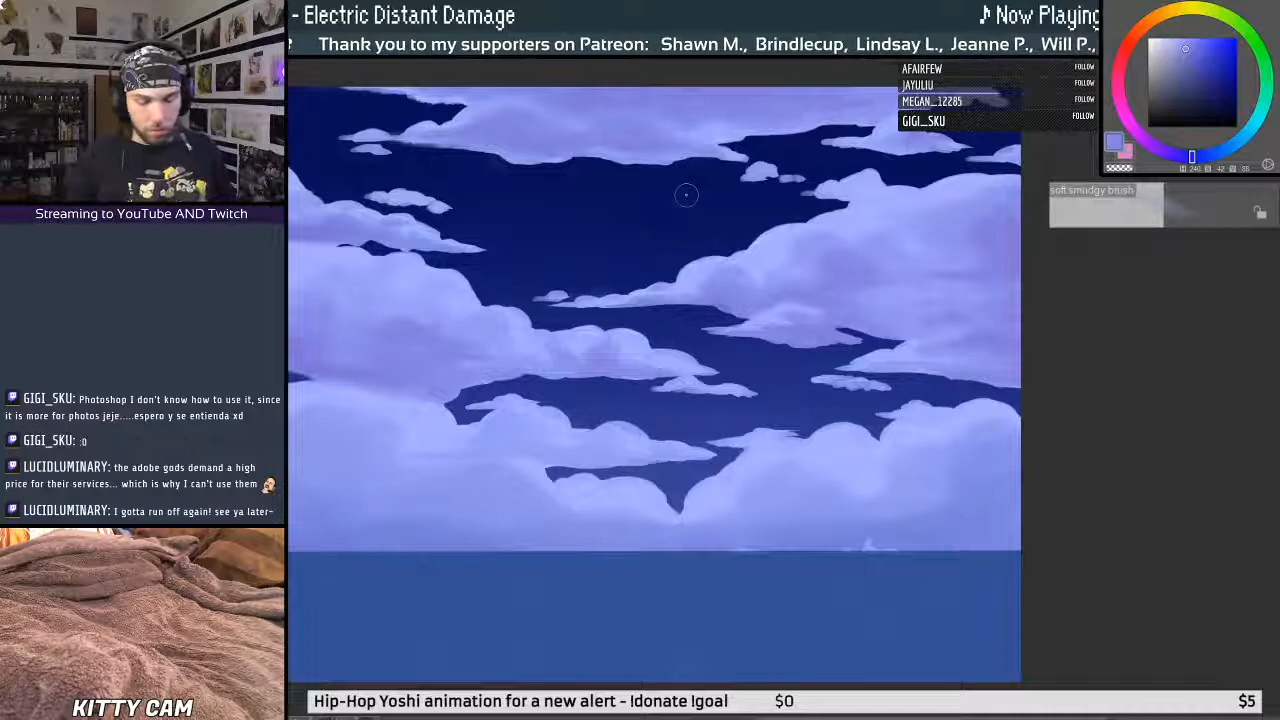 - Electric Distant Damage
♪ Now Playing
Thank you to my supporters on Patreon: Shawn M., Brindlecup, Lindsay L., Jeanne P., Will P.,
AFAIRFEW FOLLOW
JAYULIU FOLLOW
MEGAN_12285 FOLLOW
GIGI_SKU FOLLOW
soft smudgy brush
Streaming to YouTube AND Twitch
GIGI_SKU: Photoshop I don't know how to use it, since
it is more for photos jeje.....espero y se entienda xd
GIGI_SKU: :0
LUCIDLUMINARY: the adobe gods demand a high
price for their services... which is why I can't use them
LUCIDLUMINARY: I gotta run off again! see ya later~
KITTY CAM
Hip-Hop Yoshi animation for a new alert - !donate !goal $0 $5